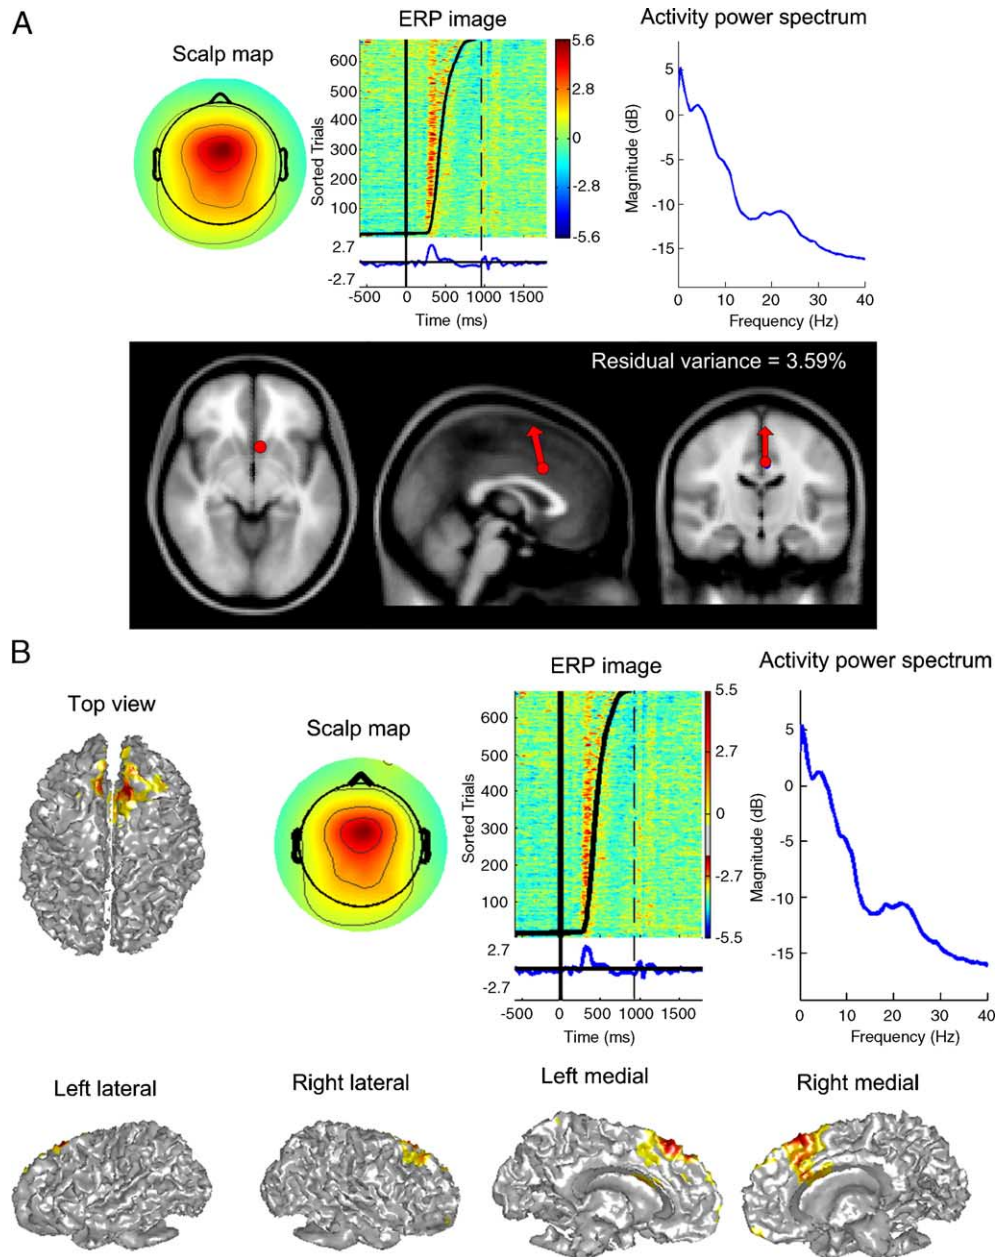 A
Scalp map
ERP image
Activity power spectrum
Sorted Trials
600
500
400
300
200
100
5.6
2.8
0
-2.8
-5.6
2.7
-2.7
-500 0 500 1000 1500
Time (ms)
Magnitude (dB)
5
0
-5
-10
-15
0 10 20 30 40
Frequency (Hz)
Residual variance = 3.59%
B
Top view
Scalp map
ERP image
Activity power spectrum
Sorted Trials
600
500
400
300
200
100
5.5
2.7
0
-2.7
-5.5
2.7
-2.7
-500 0 500 1000 1500
Time (ms)
Magnitude (dB)
5
0
-5
-10
-15
0 10 20 30 40
Frequency (Hz)
Left lateral
Right lateral
Left medial
Right medial